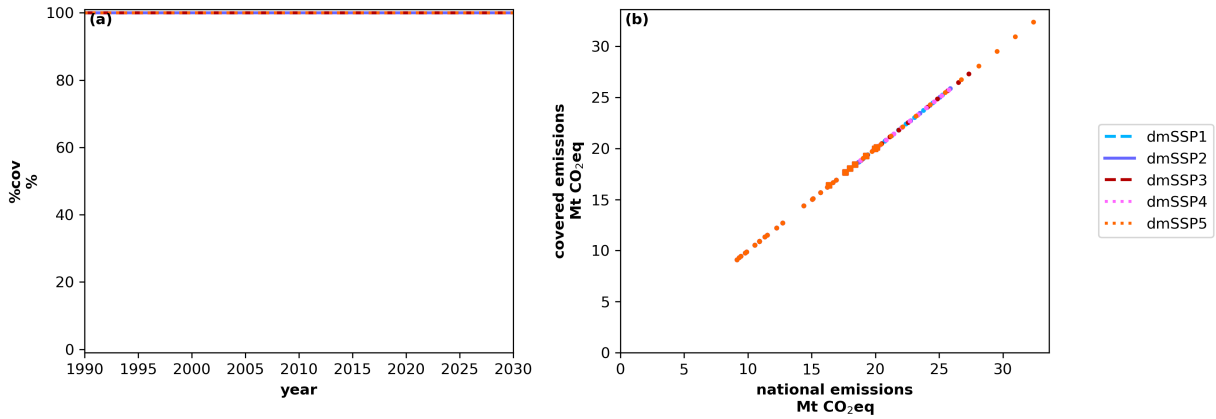 (a)
%cov
%
100
80
60
40
20
0
1990 1995 2000 2005 2010 2015 2020 2025 2030
year
(b)
covered emissions
Mt CO₂eq
30
25
20
15
10
5
0
0 5 10 15 20 25 30
national emissions
Mt CO₂eq
dmSSP1
dmSSP2
dmSSP3
dmSSP4
dmSSP5